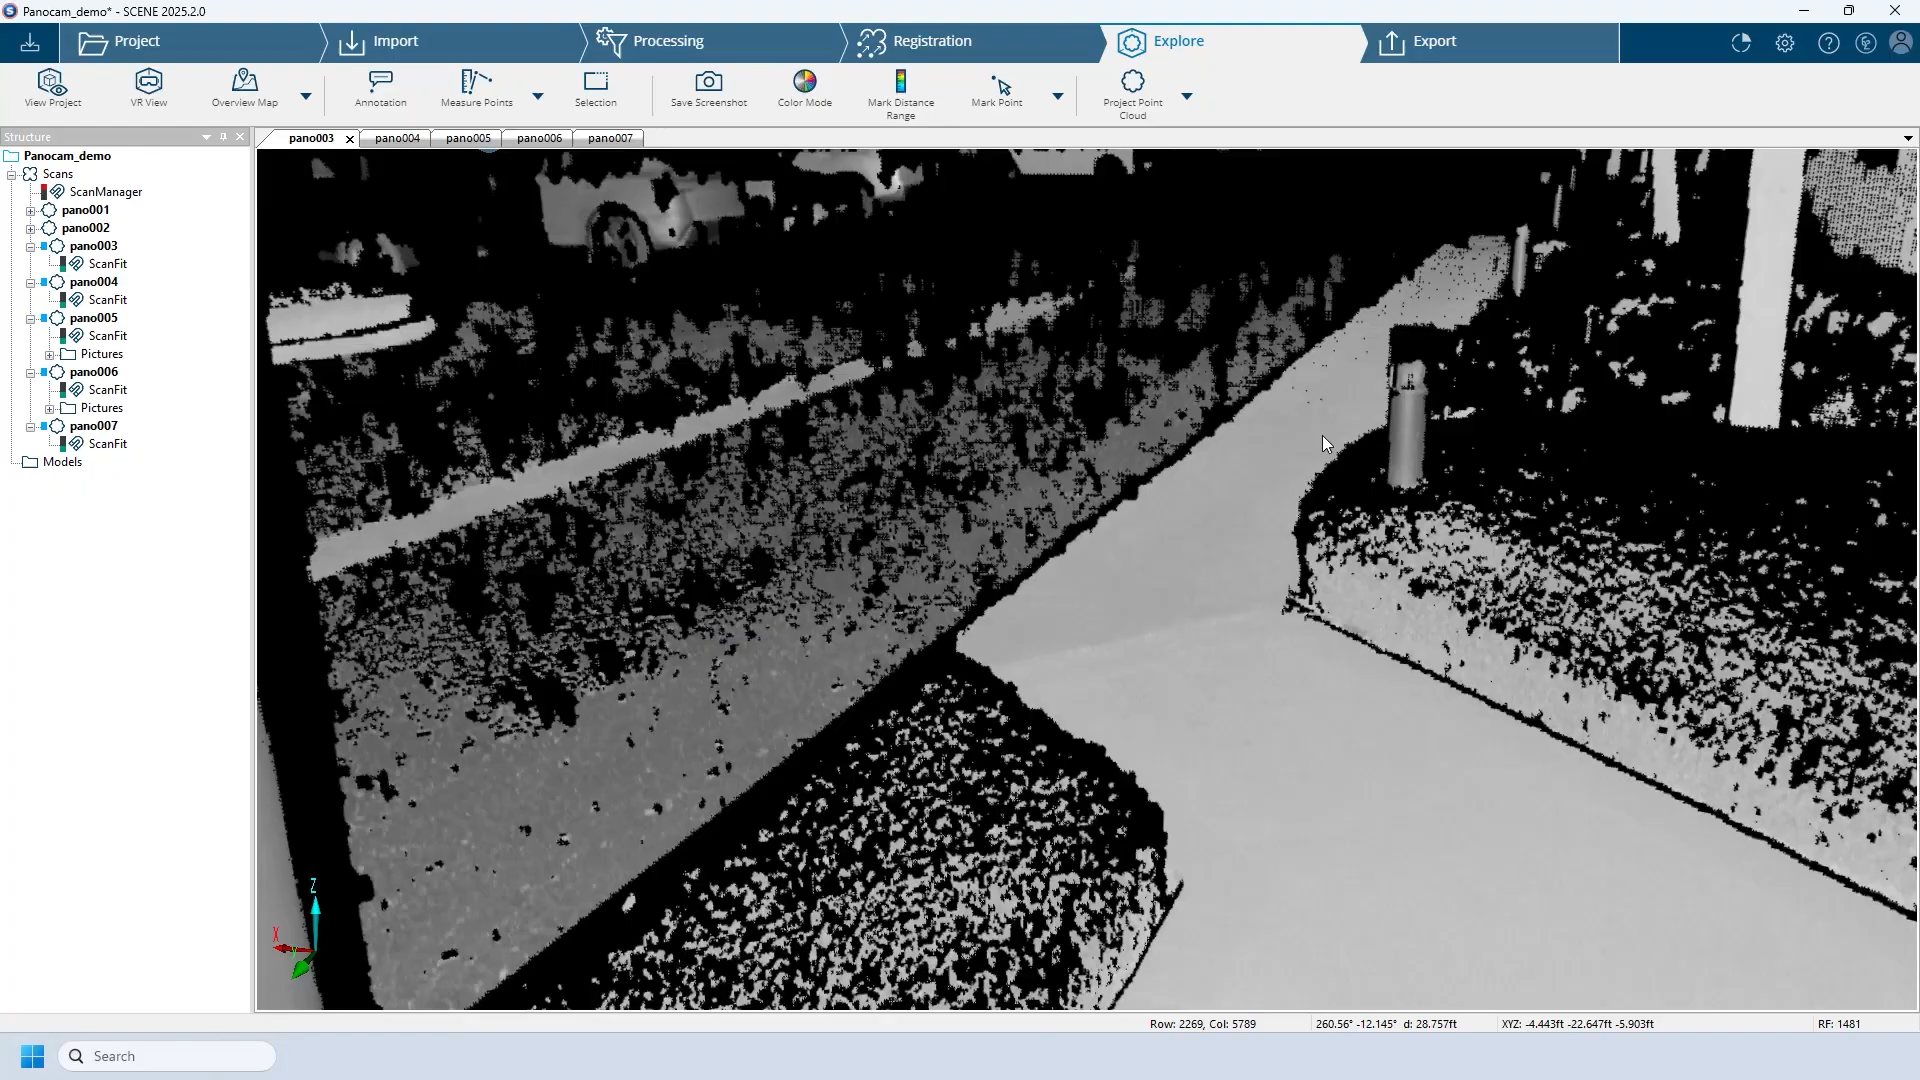 Panocam_demo* - SCENE 2025.2.0
Project
Import
Processing
Registration
Explore
Export
View Project
VR View
Overview Map
Annotation
Measure Points
Selection
Save Screenshot
Color Mode
Mark Distance
Range
Mark Point
Project Point
Cloud
Structure
pano003
pano004
pano005
pano006
pano007
Panocam_demo
Scans
ScanManager
pano001
pano002
pano003
ScanFit
pano004
ScanFit
pano005
ScanFit
Pictures
pano006
ScanFit
Pictures
pano007
ScanFit
Models
Z
X
Row: 2269, Col: 5789
260.56° -12.145° d: 28.757ft
XYZ: -4.443ft -22.647ft -5.903ft
RF: 1481
Search